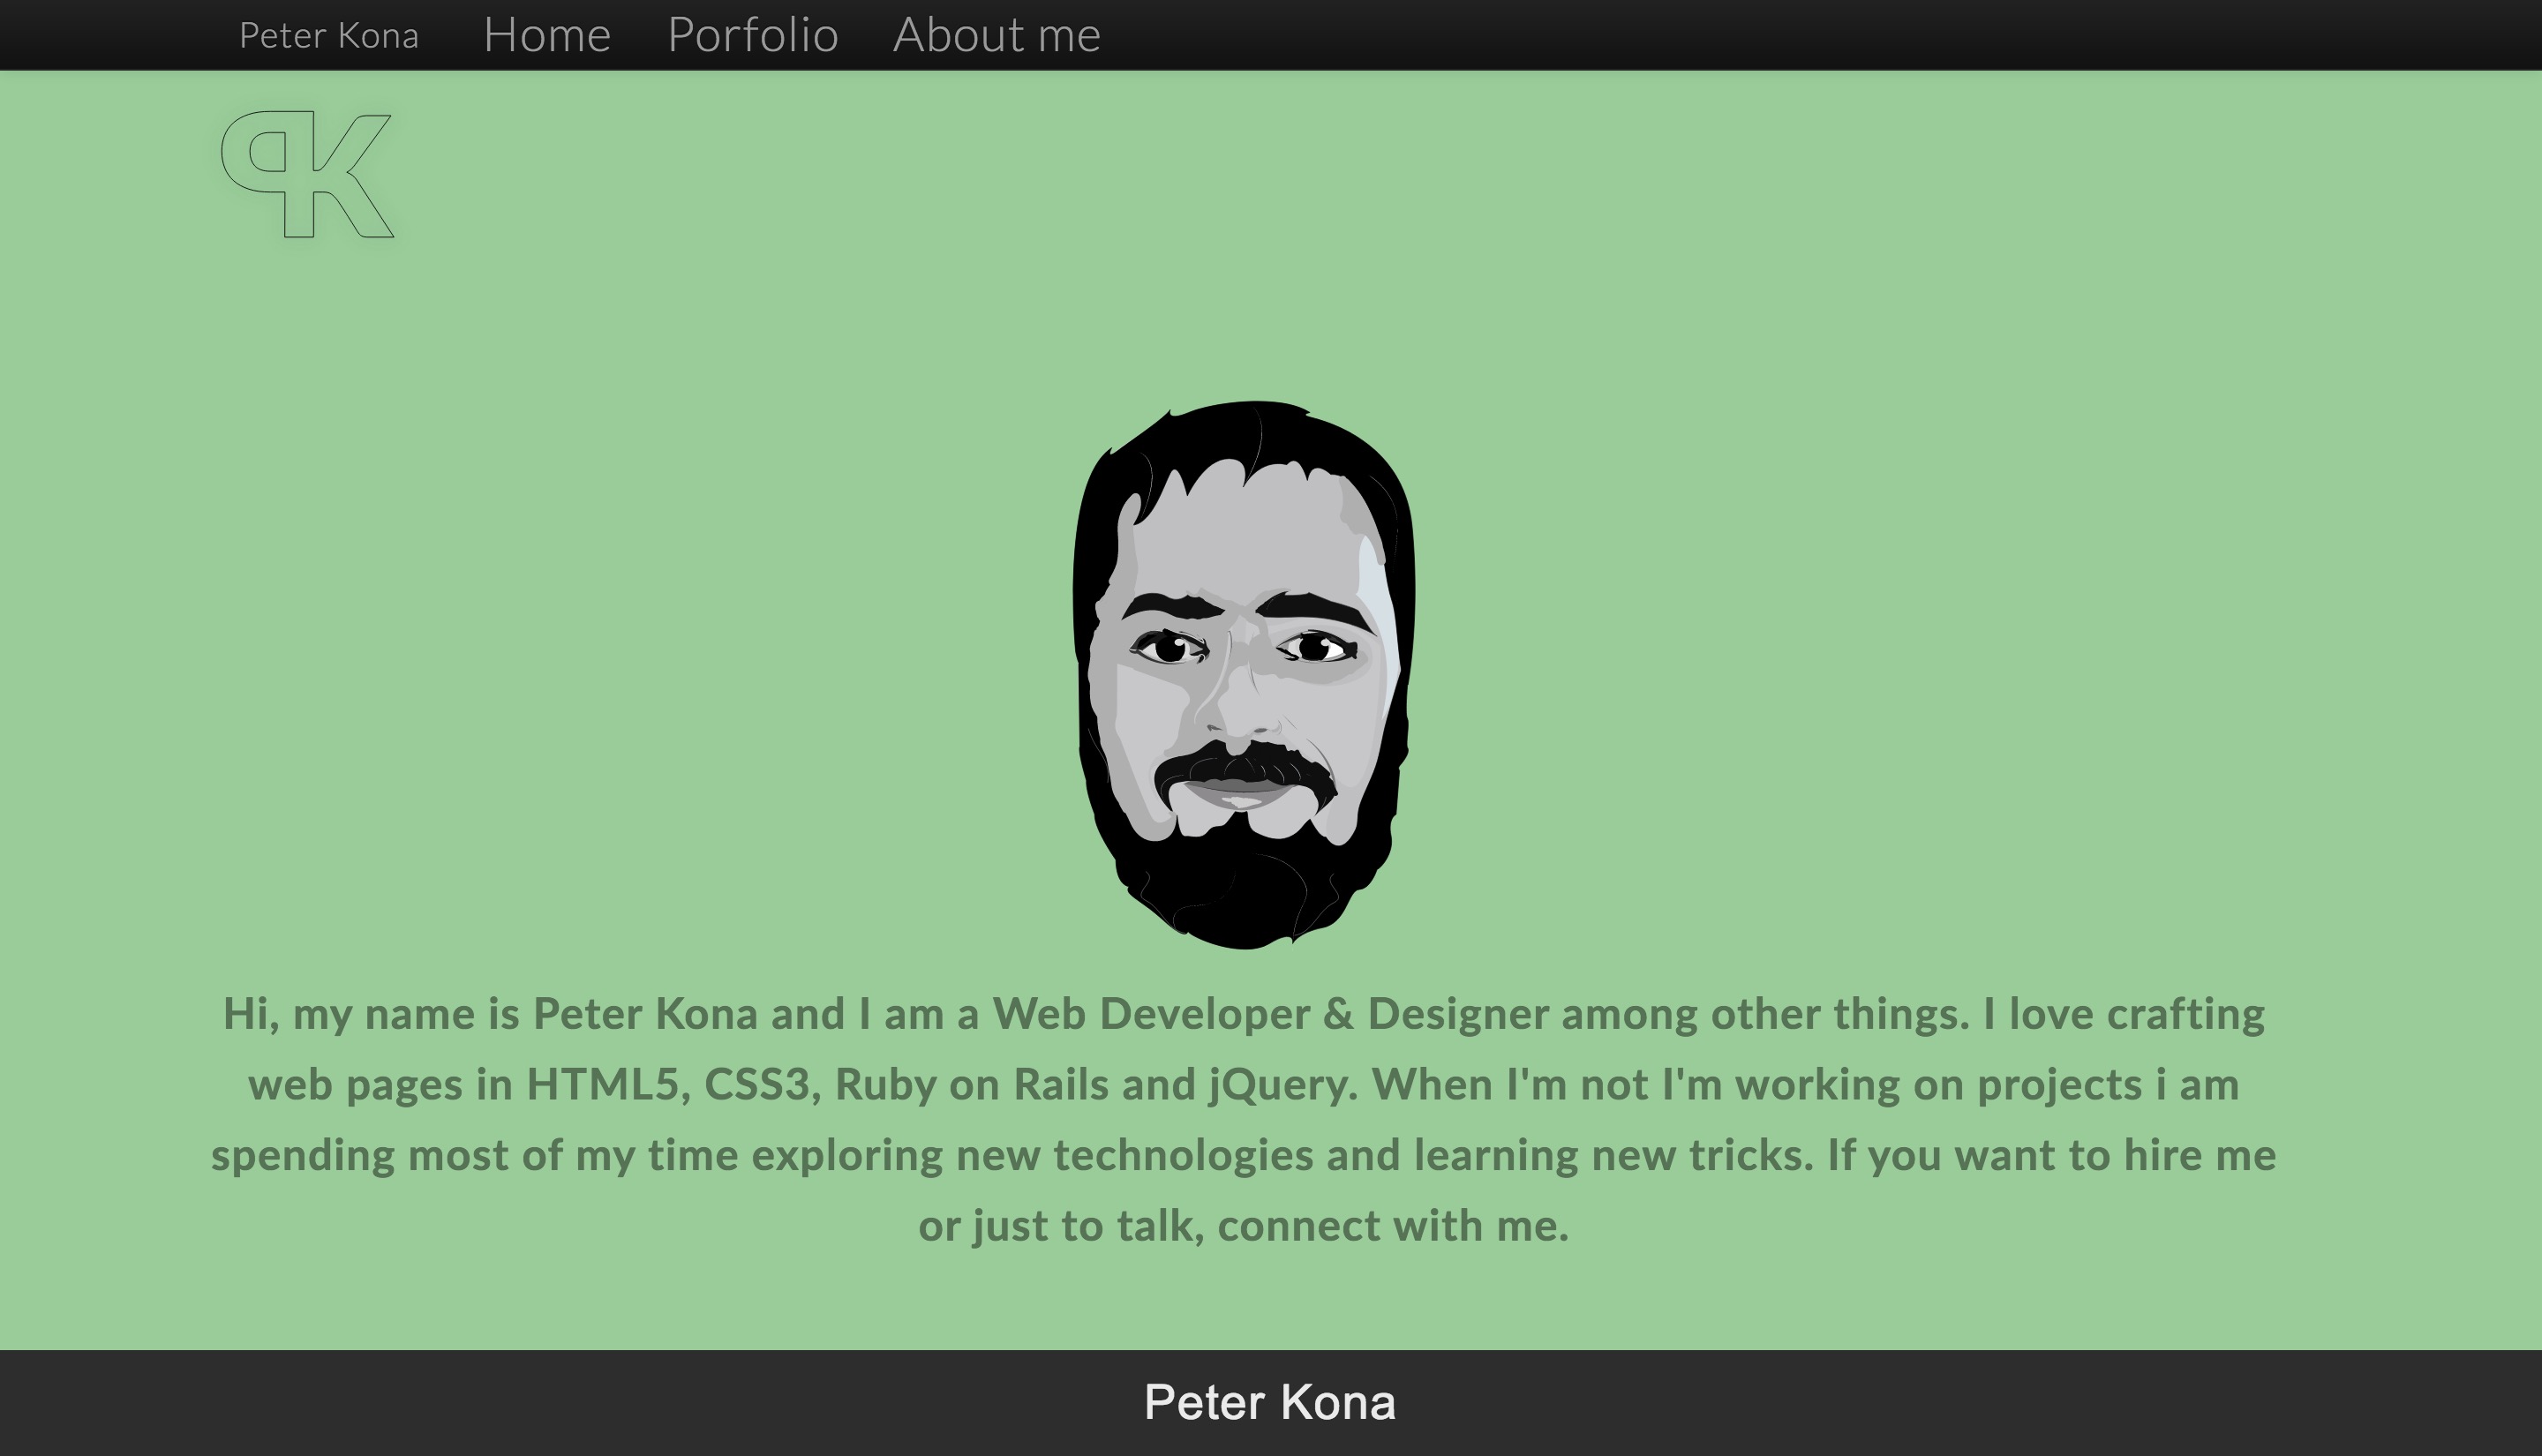 Peter Kona Home Porfolio About me
PK
Hi, my name is Peter Kona and I am a Web Developer & Designer among other things. I love crafting
web pages in HTML5, CSS3, Ruby on Rails and jQuery. When I'm not I'm working on projects i am
spending most of my time exploring new technologies and learning new tricks. If you want to hire me
or just to talk, connect with me.
Peter Kona